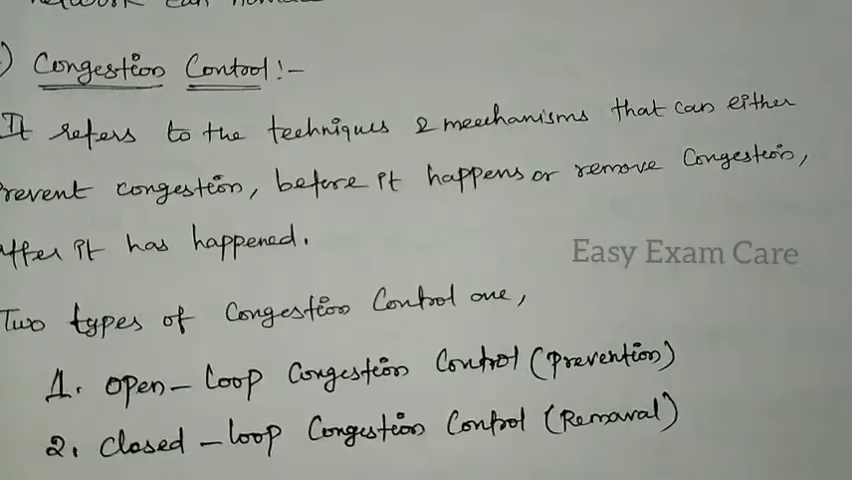 ) Congestion Control :-
It refers to the techniques & mechanisms that can either
revent congestion, before it happens or remove Congestion,
after it has happened.
Easy Exam Care
Two types of Congestion Control are,
1. open-loop Congestion Control (Prevention)
2. Closed-loop Congestion Control (Removal)